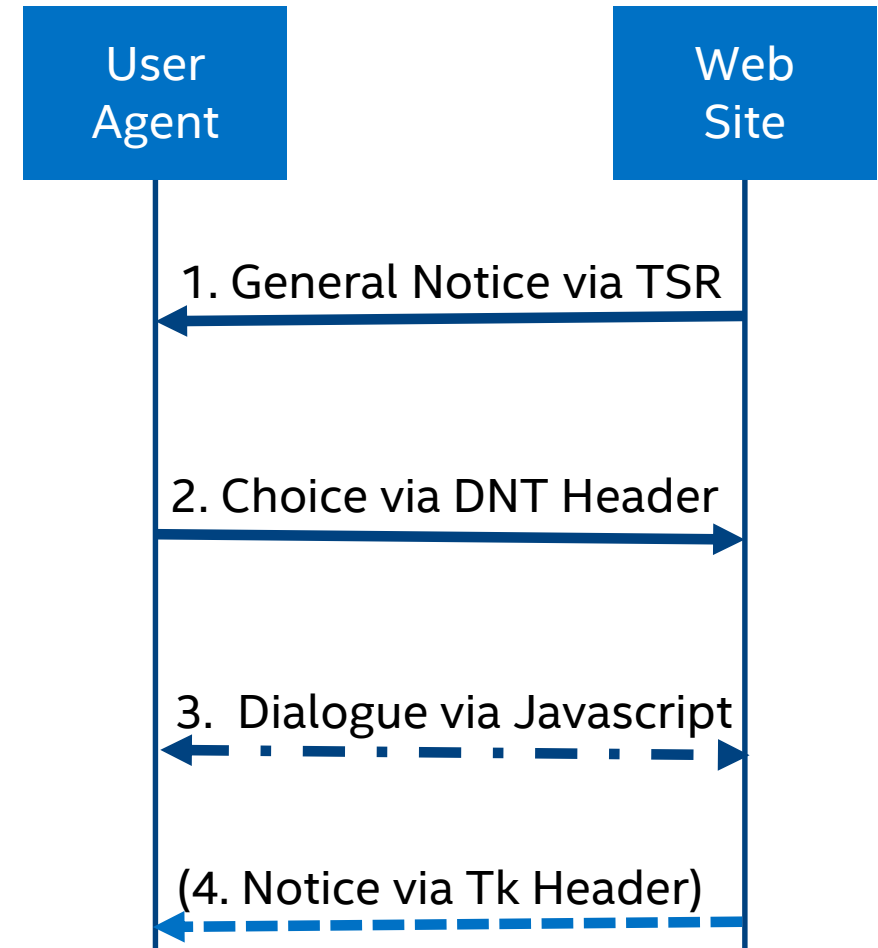 User
Agent
Web
Site
1. General Notice via TSR
2. Choice via DNT Header
3. Dialogue via Javascript
(4. Notice via Tk Header)